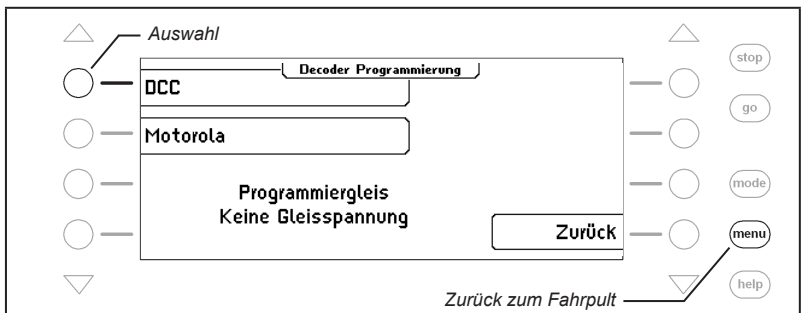 Auswahl
stop
Decoder Programmierung
DCC
go
Motorola
Programmiergleis
mode
Keine Gleisspannung
Zurück
menu
help
Zurück zum Fahrpult